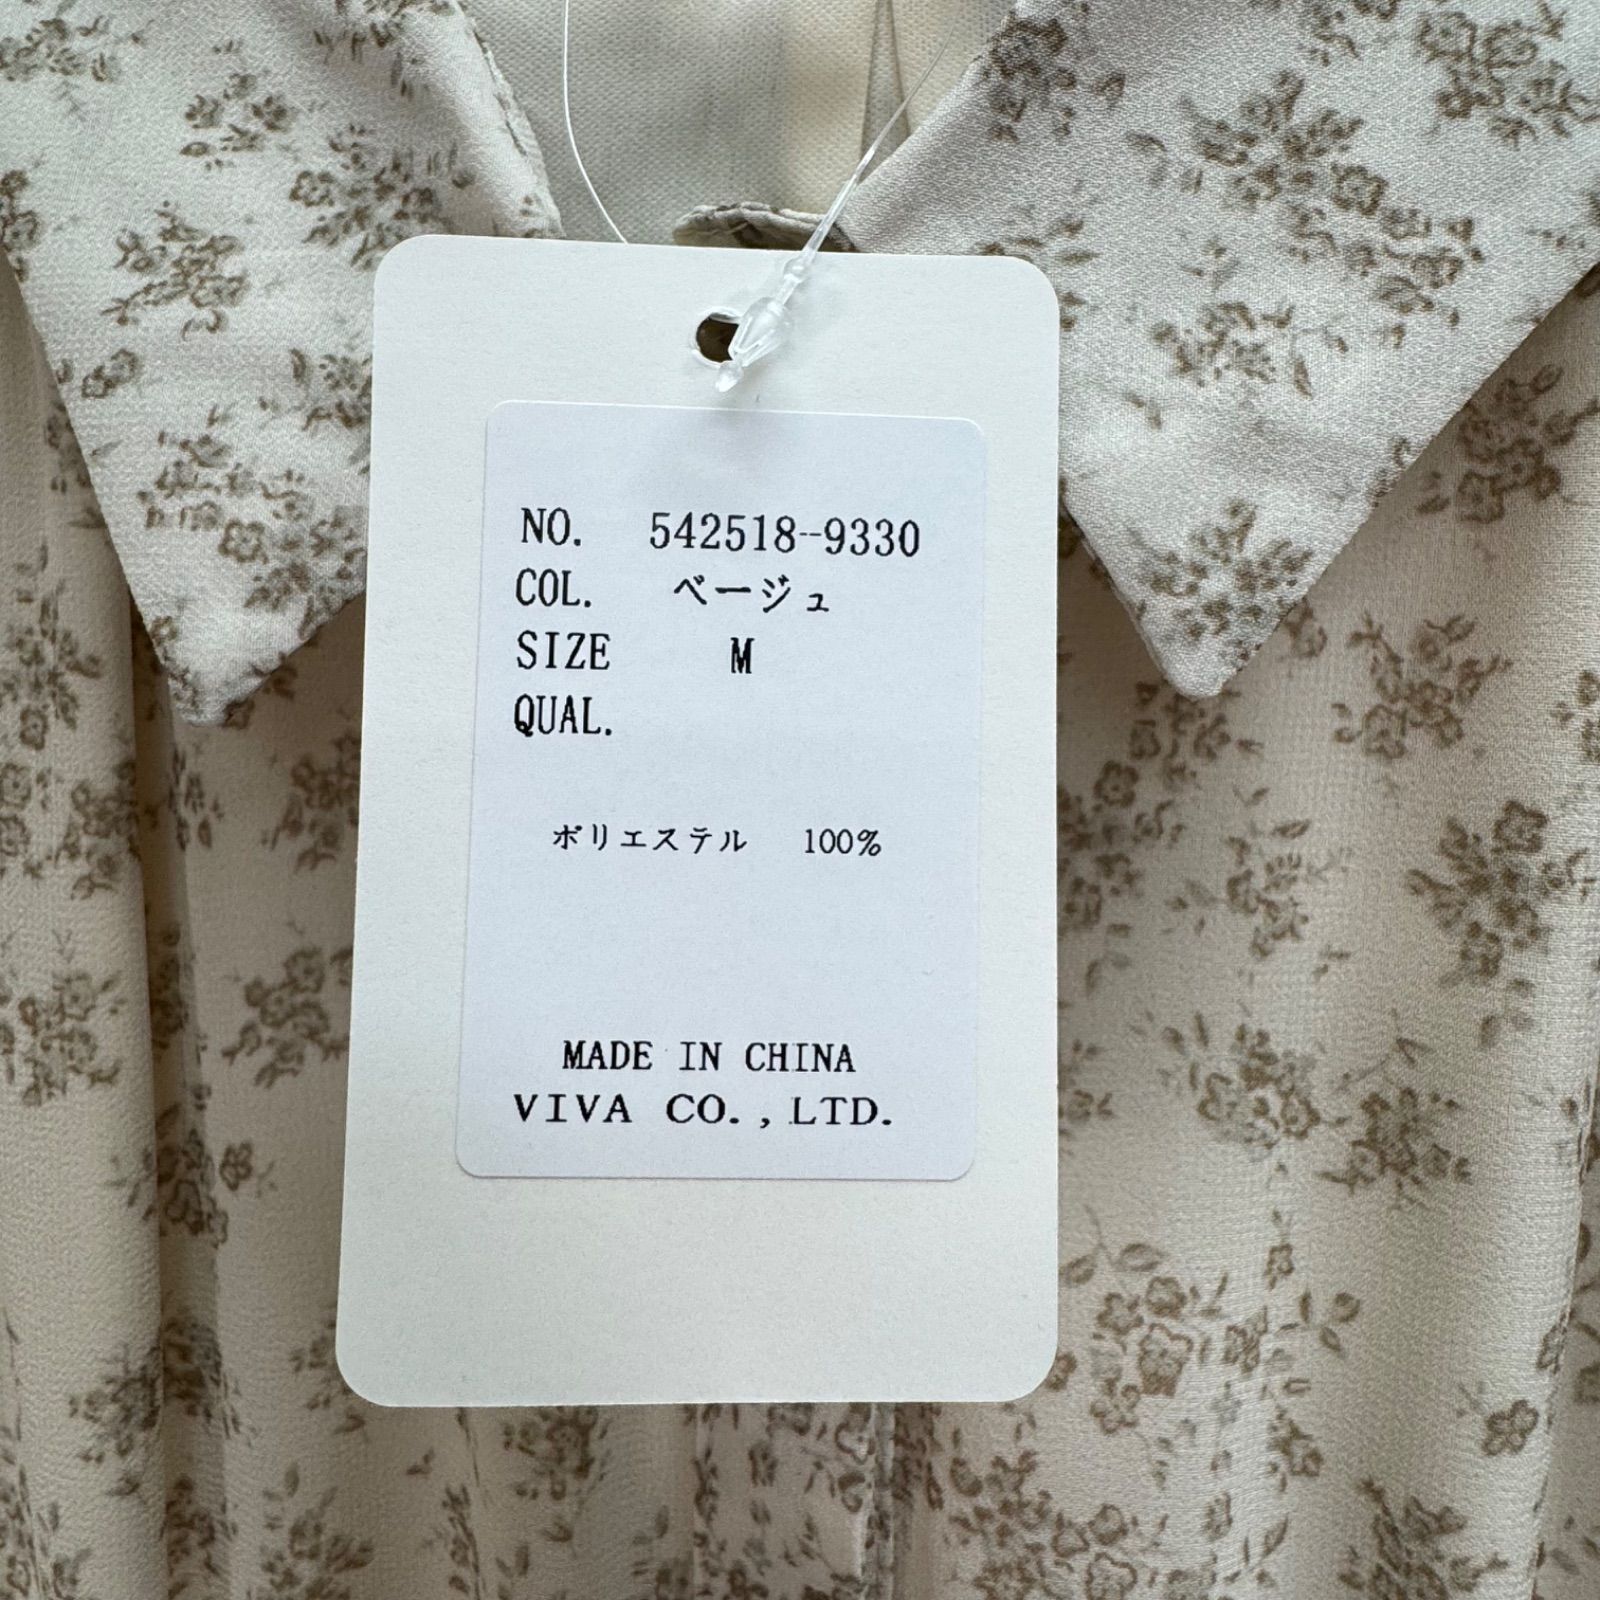 NO. 542518--9330
COL. ベージュ
SIZE M
QUAL.
ポリエステル 100%
MADE IN CHINA
VIVA CO.,LTD.